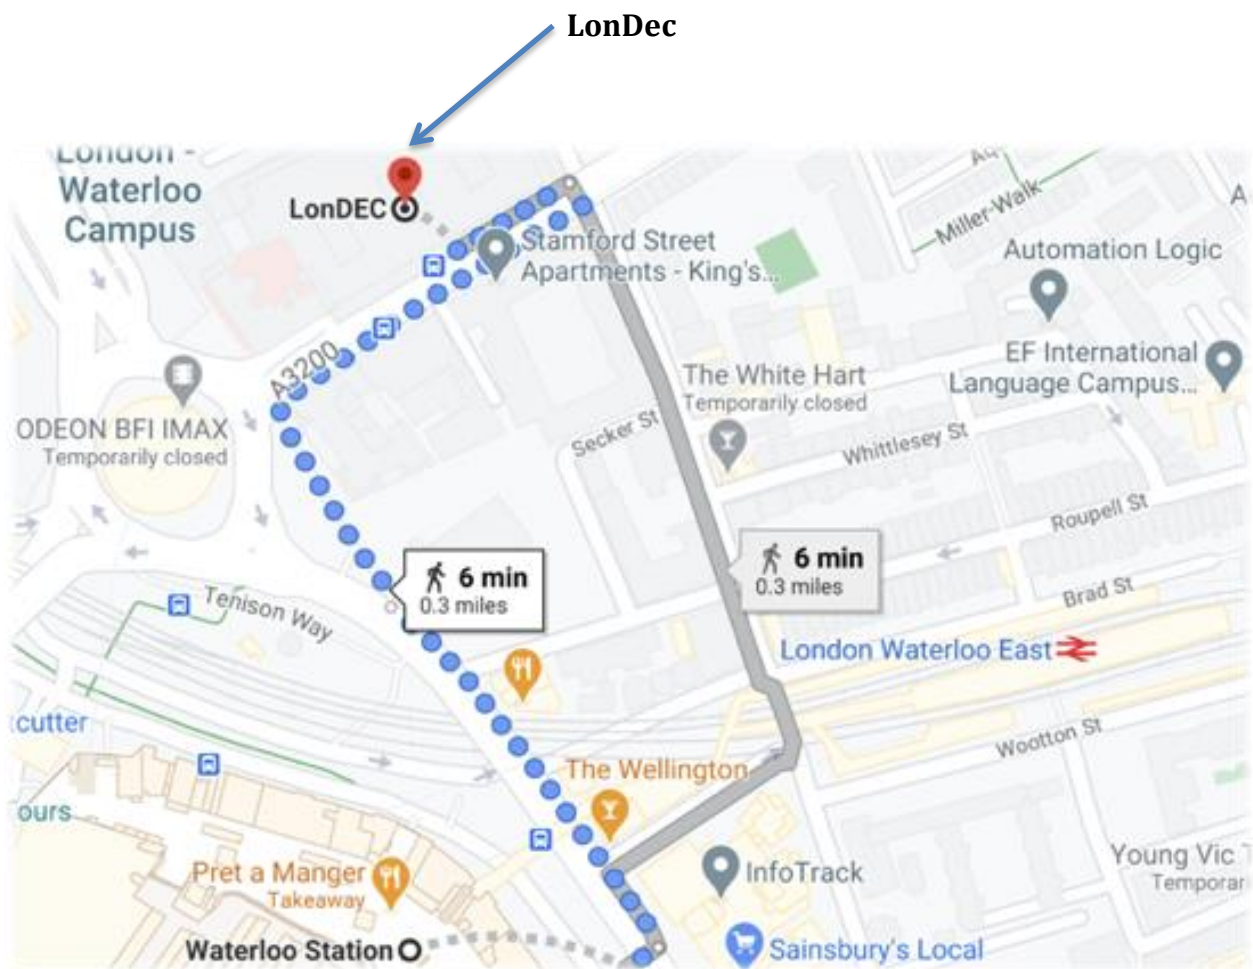 LonDec
London -
Waterloo
Campus
LonDEC
Stamford Street
Apartments - King's...
Miller-Walk
Automation Logic
A3200
EF International
Language Campus...
The White Hart
Temporarily closed
ODEON BFI IMAX
Temporarily closed
Secker St
Whittlesey St
Roupell St
6 min
0.3 miles
6 min
0.3 miles
Tenison Way
Brad St
London Waterloo East
cutter
Wootton St
The Wellington
ours
Pret a Manger
Takeaway
InfoTrack
Young Vic
Temporar
Waterloo Station
Sainsbury's Local